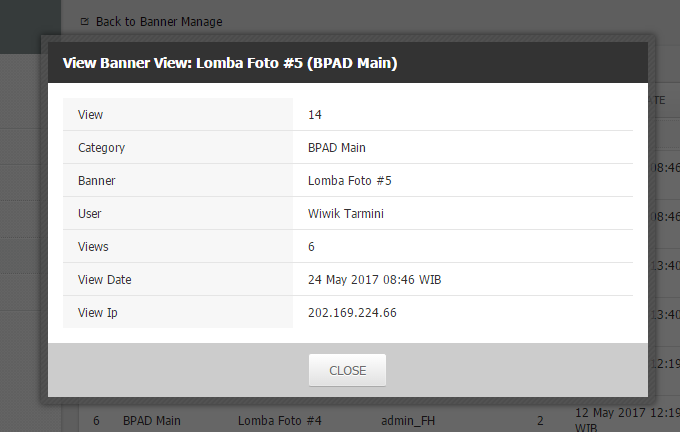 Back to Banner Manage
View Banner View: Lomba Foto #5 (BPAD Main)
View 14
Category BPAD Main
Banner Lomba Foto #5
User Wiwik Tarmini
Views 6
View Date 24 May 2017 08:46 WIB
View Ip 202.169.224.66
CLOSE
TE
08:46
08:46
13:40
13:40
12:19
6 BPAD Main Lomba Foto #4 admin_FH 2 12 May 2017 12:19
WIB